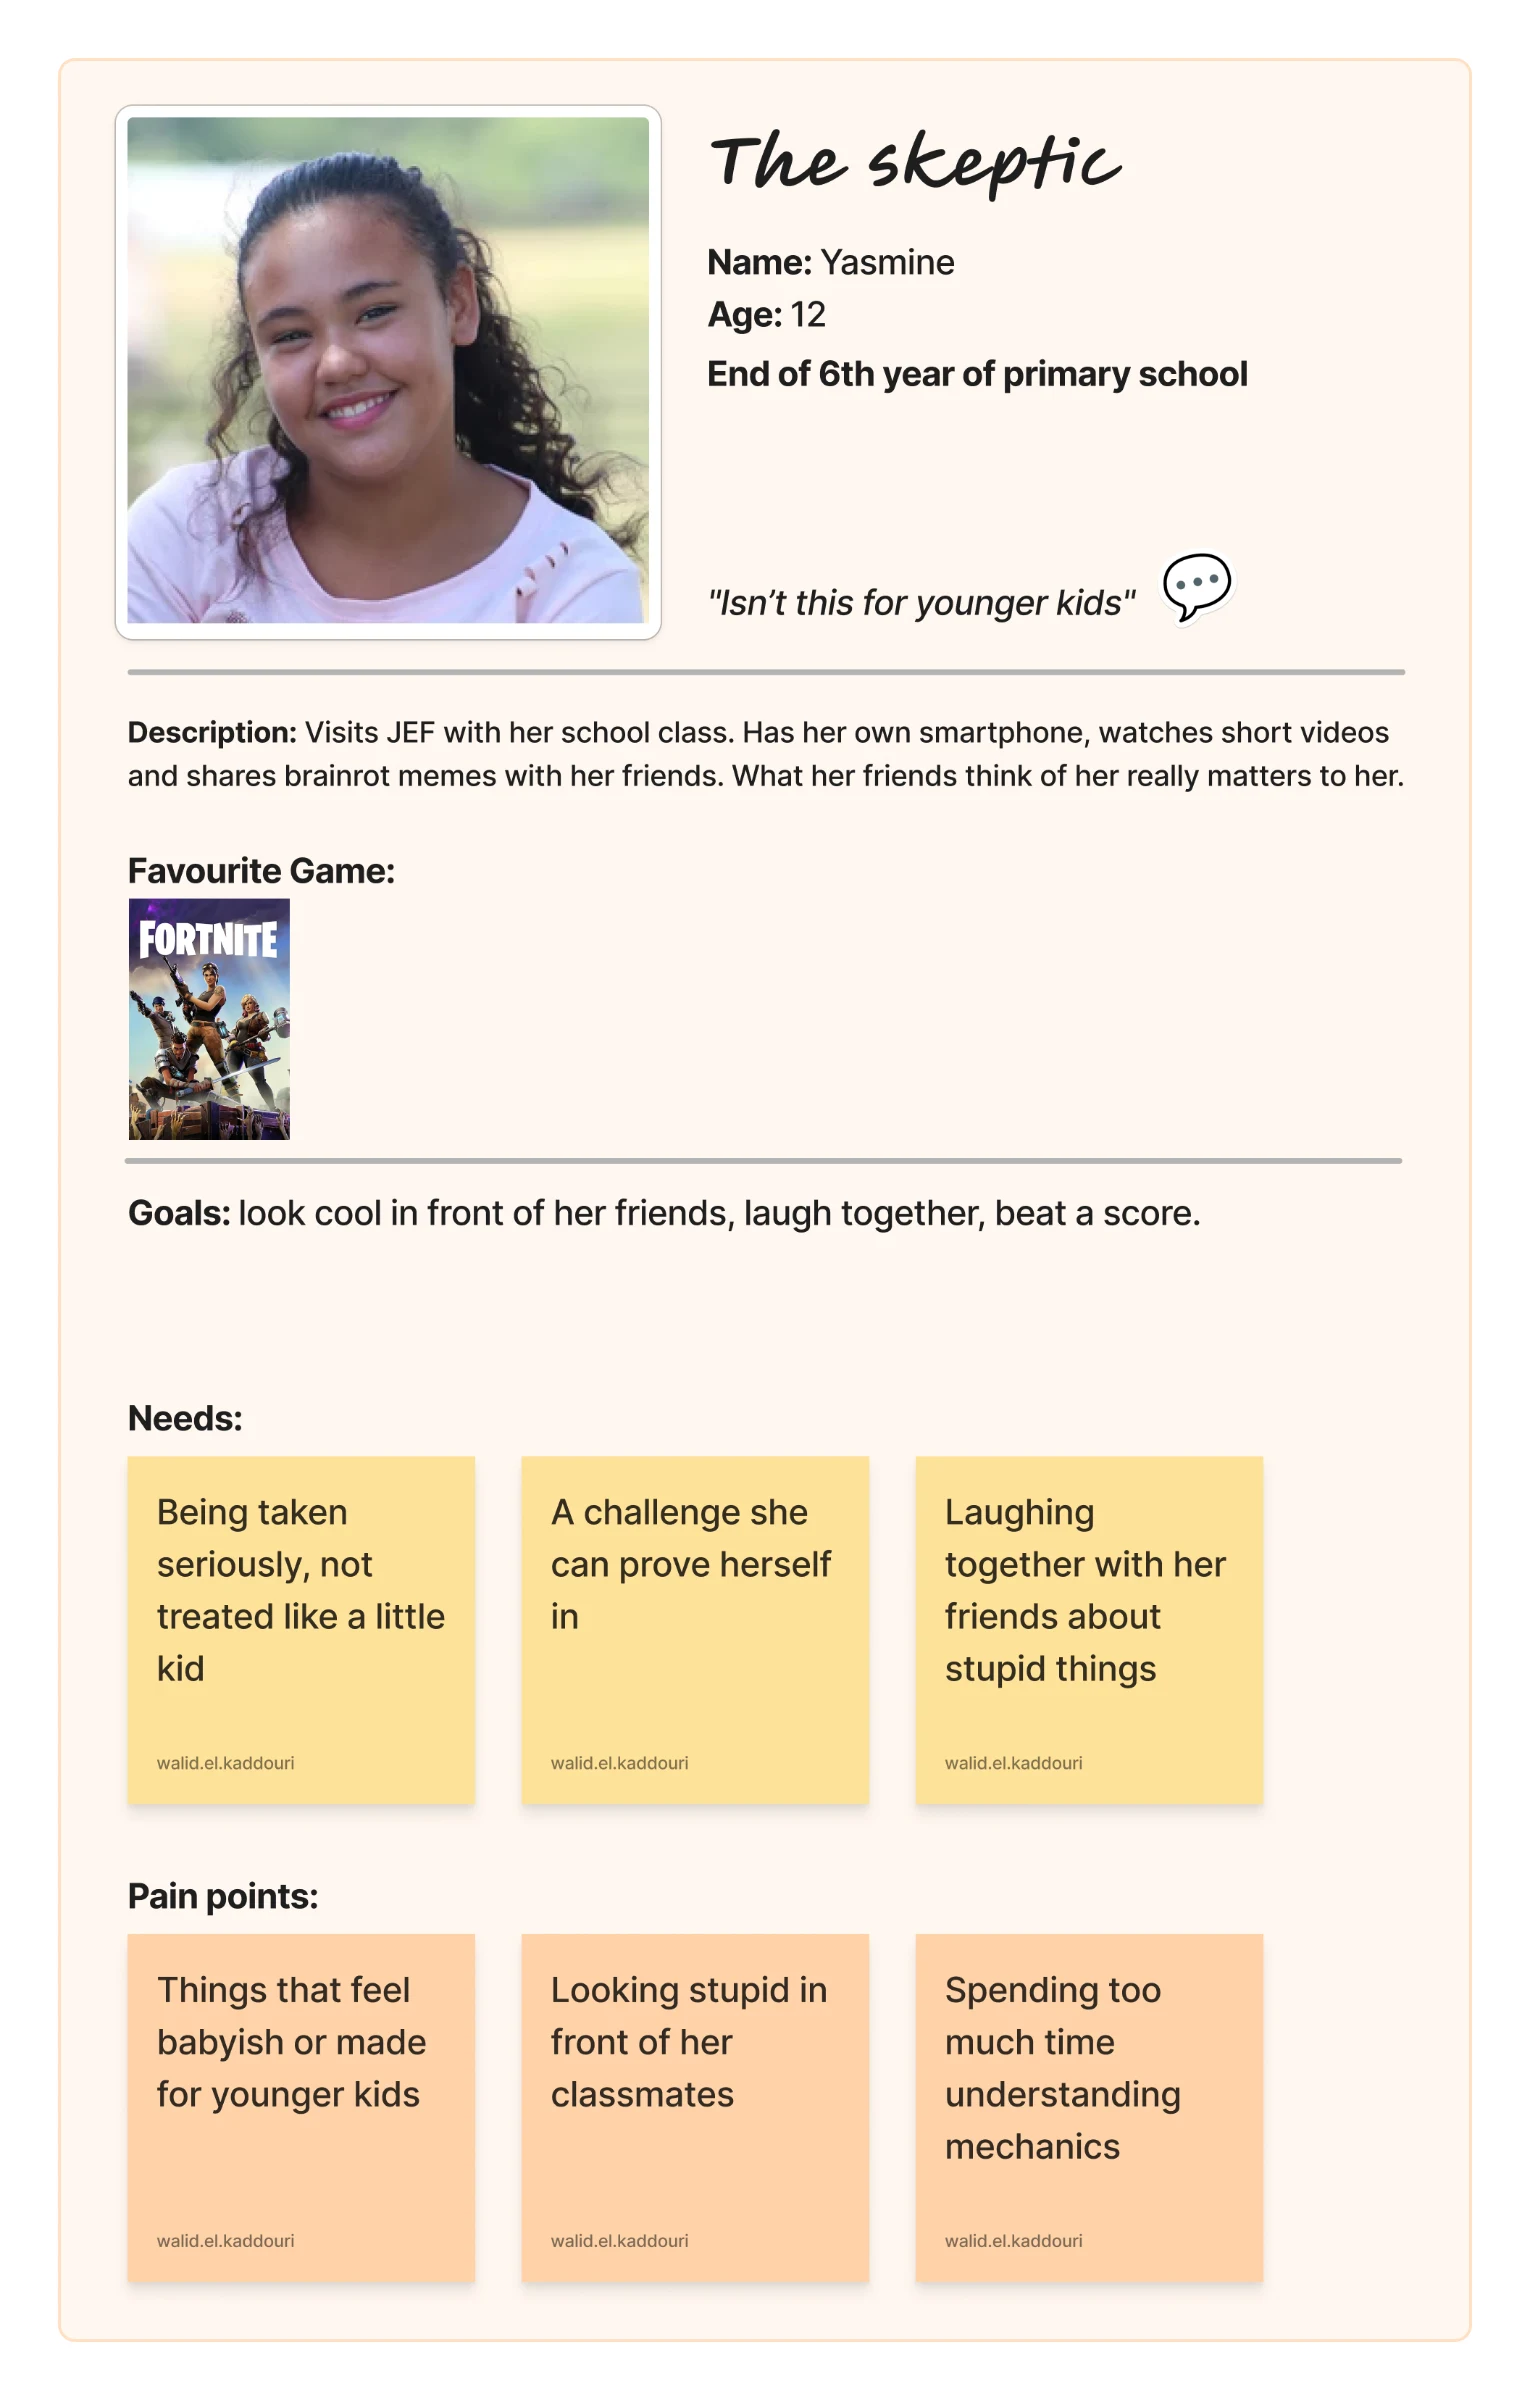 The skeptic
Name: Yasmine
Age: 12
End of 6th year of primary school
"Isn’t this for younger kids"
Description: Visits JEF with her school class. Has her own smartphone, watches short videos
and shares brainrot memes with her friends. What her friends think of her really matters to her.
Favourite Game:
FORTNITE
Goals: look cool in front of her friends, laugh together, beat a score.
Needs:
Being taken
seriously, not
treated like a little
kid
walid.el.kaddouri
A challenge she
can prove herself
in
walid.el.kaddouri
Laughing
together with her
friends about
stupid things
walid.el.kaddouri
Pain points:
Things that feel
babyish or made
for younger kids
walid.el.kaddouri
Looking stupid in
front of her
classmates
walid.el.kaddouri
Spending too
much time
understanding
mechanics
walid.el.kaddouri